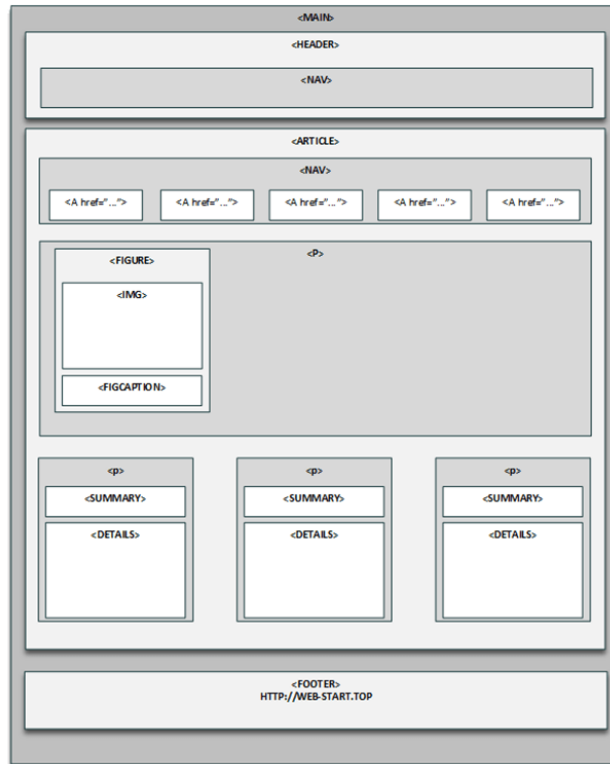 <MAIN>
<HEADER>
<NAV>
<ARTICLE>
<NAV>
<A href="..."> <A href="..."> <A href="..."> <A href="..."> <A href="...">
<P>
<FIGURE>
<IMG>
<FIGCAPTION>
<p> <p> <p>
<SUMMARY> <SUMMARY> <SUMMARY>
<DETAILS> <DETAILS> <DETAILS>
<FOOTER>
HTTP://WEB-START.TOP